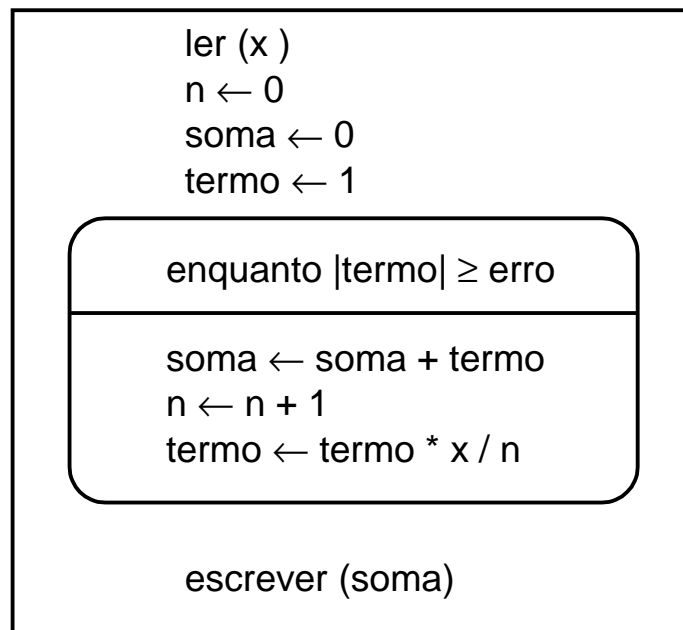 ler (x )
n ← 0
soma ← 0
termo ← 1
enquanto |termo| ≥ erro
soma ← soma + termo
n ← n + 1
termo ← termo * x / n
escrever (soma)